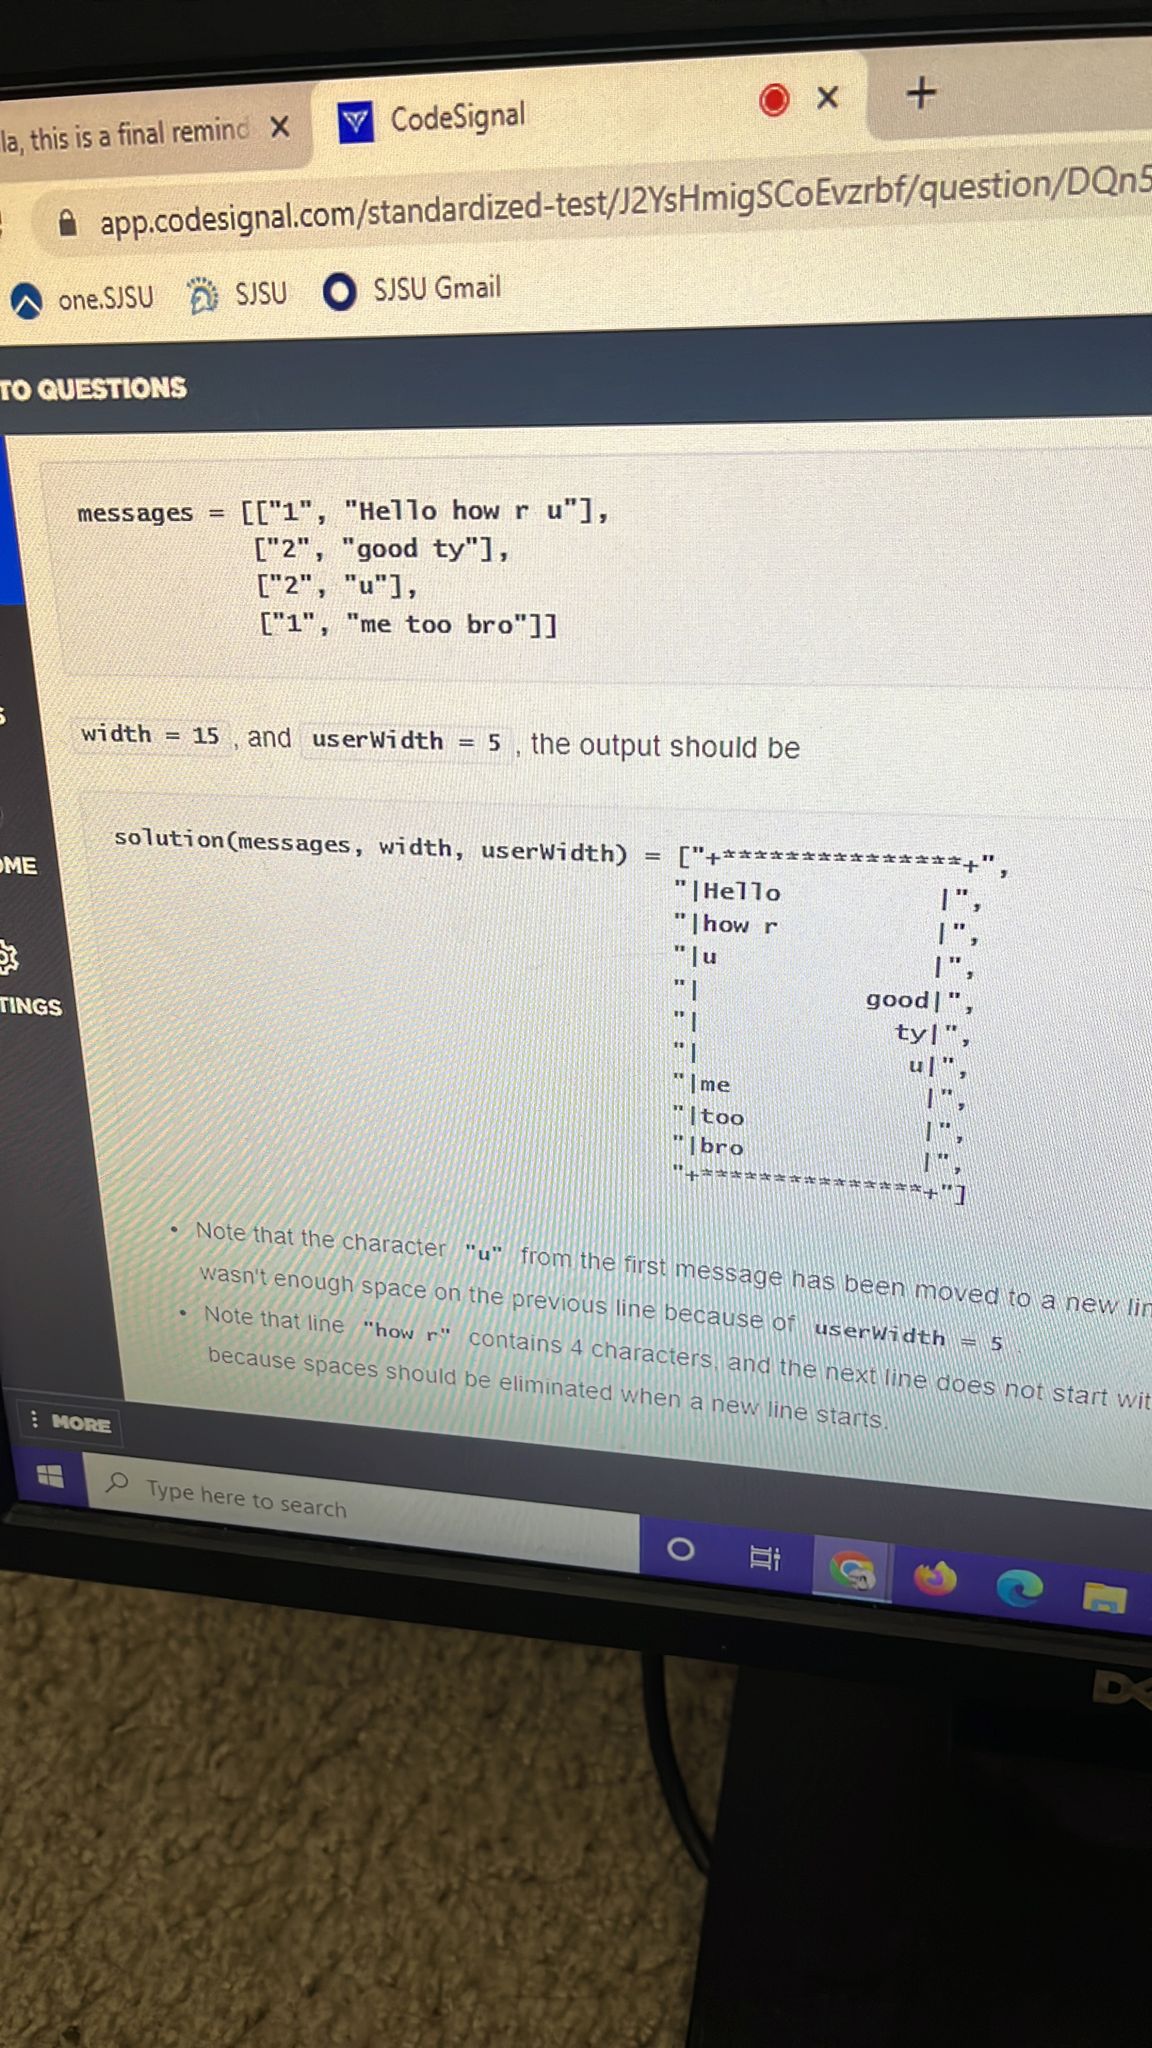 la, this is a final remind
CodeSignal
app.codesignal.com/standardized-test/J2YsHmigSCoEvzrbf/question/DQn5
one.SJSU SJSU SJSU Gmail
TO QUESTIONS
messages = [["1", "Hello how r u"],
["2", "good ty"],
["2", "u"],
["1", "me too bro"]]
width = 15 , and userWidth = 5 , the output should be
solution(messages, width, userWidth) = ["+***************+",
"|Hello          |",
"|how r          |",
"|u              |",
"|           good|",
"|             ty|",
"|              u|",
"|me             |",
"|too            |",
"|bro            |",
"+***************+"]
OME
TINGS
• Note that the character "u" from the first message has been moved to a new lin
wasn't enough space on the previous line because of userWidth = 5 .
• Note that line "how r" contains 4 characters, and the next line does not start wit
because spaces should be eliminated when a new line starts.
MORE
Type here to search